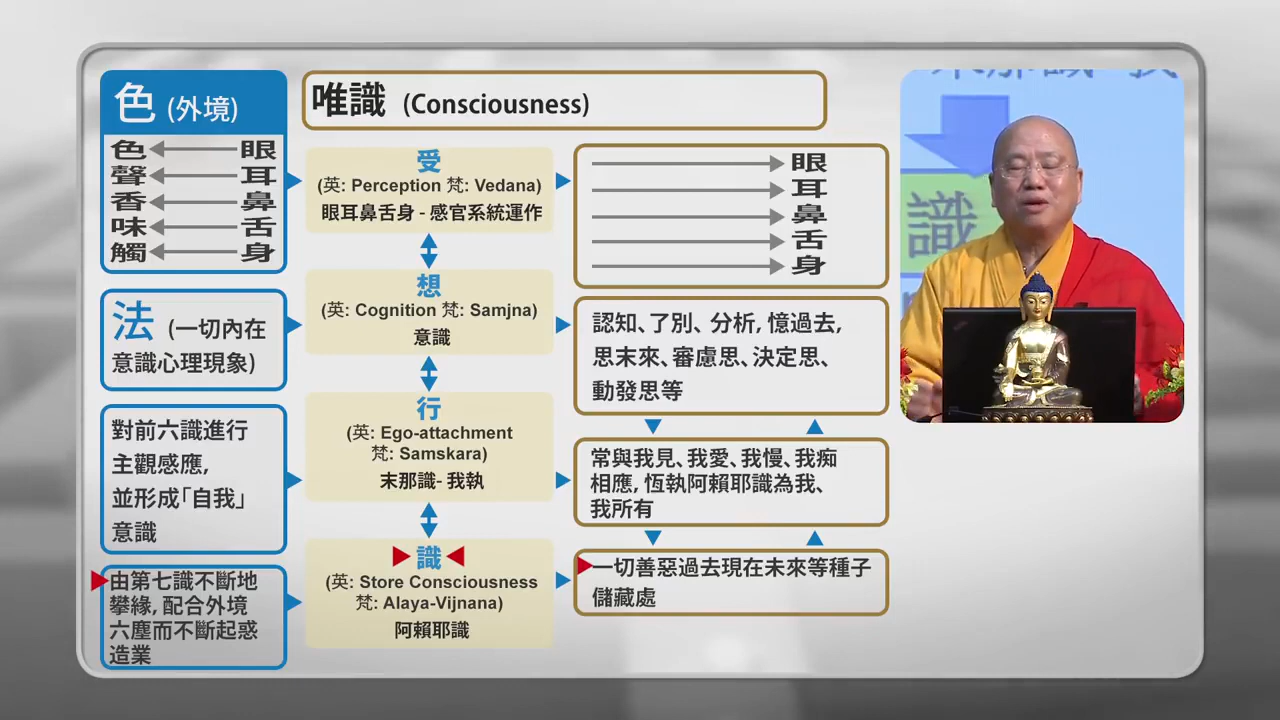 色 (外境)
色 眼
聲 耳
香 鼻
味 舌
觸 身
法 (一切內在
意識心理現象)
對前六識進行
主觀感應,
並形成「自我」
意識
由第七識不斷地
攀緣, 配合外境
六塵而不斷起惑
造業
唯識 (Consciousness)
受
(英: Perception 梵: Vedana)
眼耳鼻舌身 - 感官系統運作
想
(英: Cognition 梵: Samjna)
意識
行
(英: Ego-attachment
梵: Samskara)
末那識- 我執
識
(英: Store Consciousness
梵: Alaya-Vijnana)
阿賴耶識
眼
耳
鼻
舌
身
認知、了別、分析, 憶過去,
思末來、審慮思、決定思、
動發思等
常與我見、我愛、我慢、我痴
相應, 恆執阿賴耶識為我、
我所有
一切善惡過去現在末來等種子
儲藏處
識